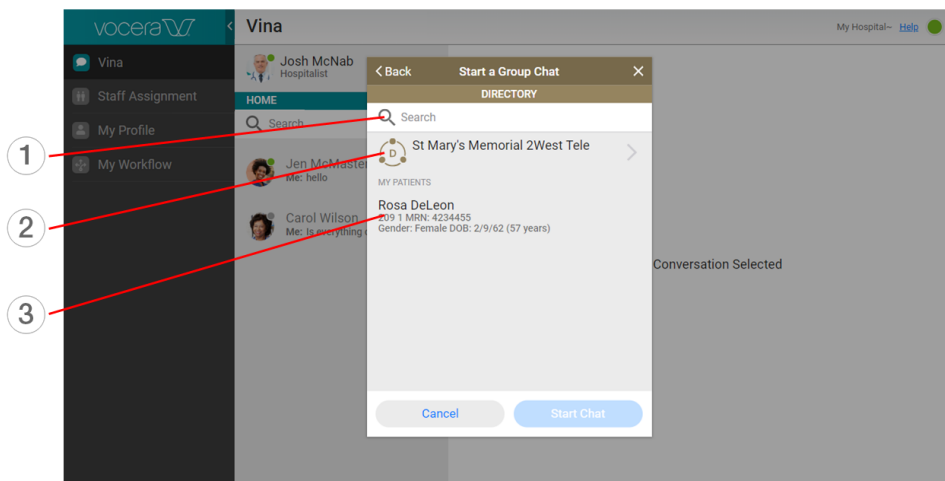 vocera
Vina
My Hospital~ Help
Vina
Staff Assignment
My Profile
My Workflow
Josh McNab
Hospitalist
HOME
Search
Jen McMaste
Me: hello
Carol Wilson
Me: Is everything
Back
Start a Group Chat
DIRECTORY
Search
D
St Mary's Memorial 2West Tele
MY PATIENTS
Rosa DeLeon
209 1 MRN: 4234455
Gender: Female DOB: 2/9/62 (57 years)
Cancel
Start Chat
Conversation Selected
1
2
3